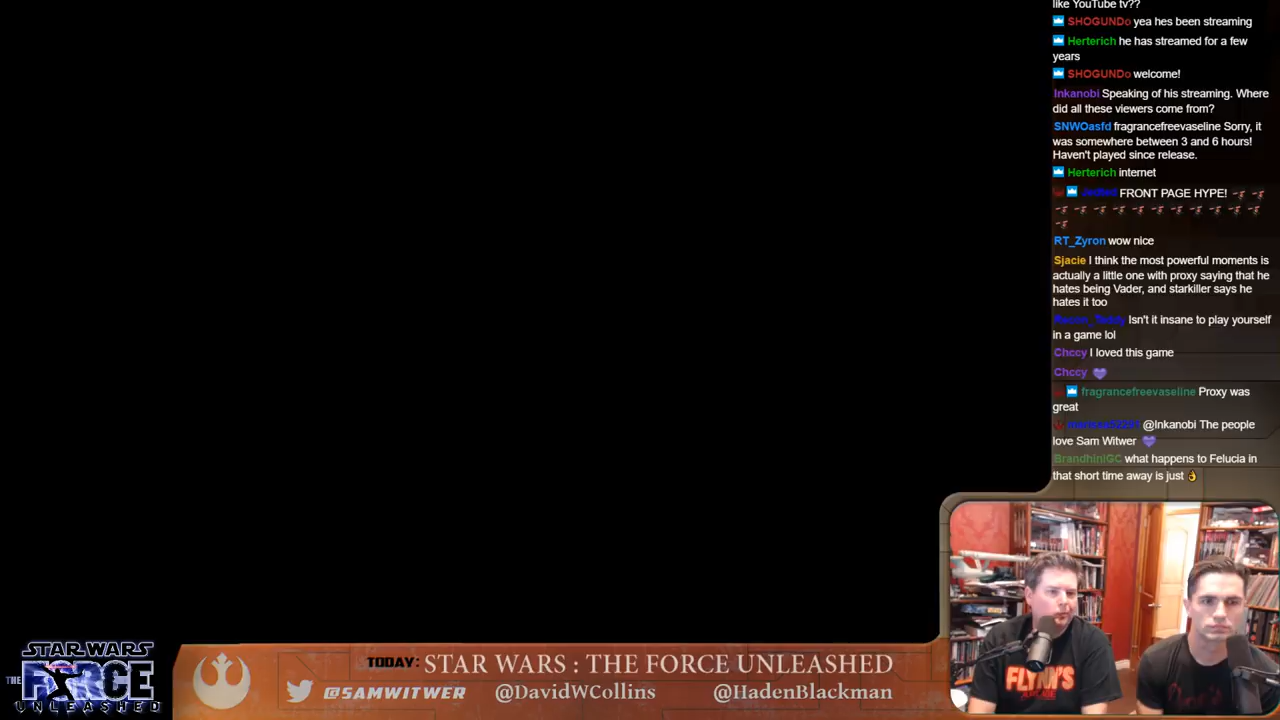 like YouTube tv??
SHOGUNDo yea hes been streaming
Herterich he has streamed for a few
years
SHOGUNDo welcome!
Inkanobi Speaking of his streaming. Where
did all these viewers come from?
SNWOasfd fragrancefreevaseline Sorry, it
was somewhere between 3 and 6 hours!
Haven't played since release.
Herterich internet
FRONT PAGE HYPE!
RT_Zyron wow nice
Sjacie I think the most powerful moments is
actually a little one with proxy saying that he
hates being Vader, and starkiller says he
hates it too
Isn't it insane to play yourself
in a game lol
Chccy I loved this game
Chccy 💜
fragrancefreevaseline Proxy was
great
@Inkanobi The people
love Sam Witwer 💜
BrandhiniGC what happens to Felucia in
that short time away is just 👌
FLYNN'S
STAR WARS
THE FORCE
UNLEASHED
TODAY: STAR WARS : THE FORCE UNLEASHED
@SAMWITWER @DavidWCollins @HadenBlackman